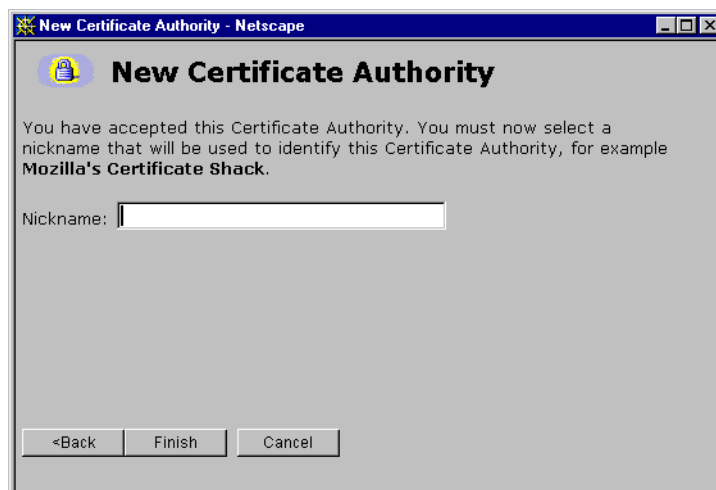 New Certificate Authority - Netscape
New Certificate Authority
You have accepted this Certificate Authority. You must now select a
nickname that will be used to identify this Certificate Authority, for example
Mozilla's Certificate Shack.
Nickname:
<Back Finish Cancel